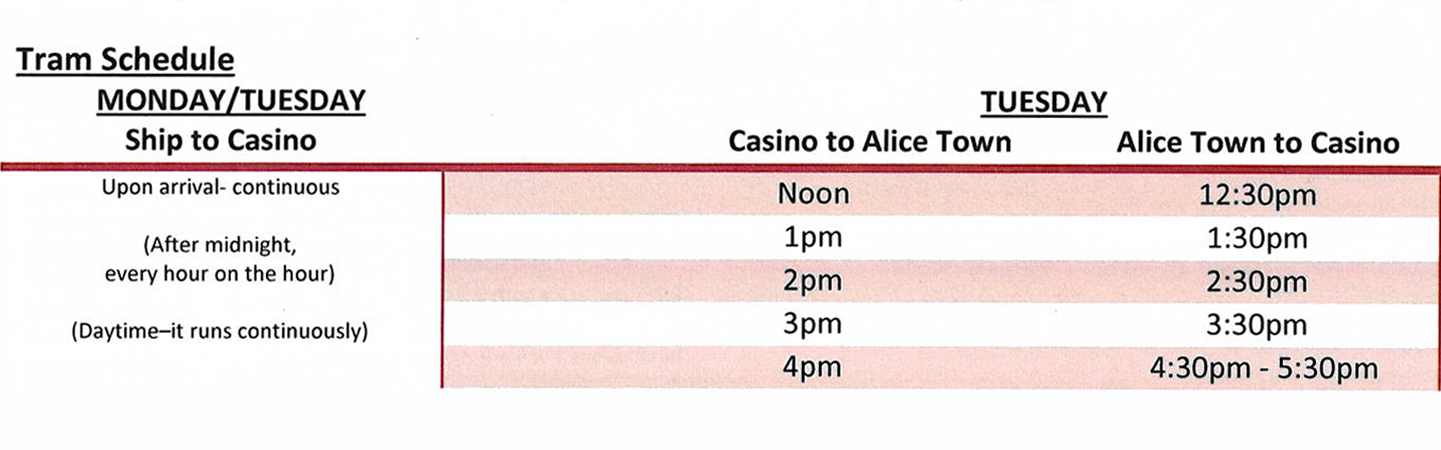 Tram Schedule
MONDAY/TUESDAY TUESDAY
Ship to Casino Casino to Alice Town Alice Town to Casino
Upon arrival- continuous
(After midnight,
every hour on the hour)
(Daytime–it runs continuously)
Noon 12:30pm
1pm 1:30pm
2pm 2:30pm
3pm 3:30pm
4pm 4:30pm - 5:30pm